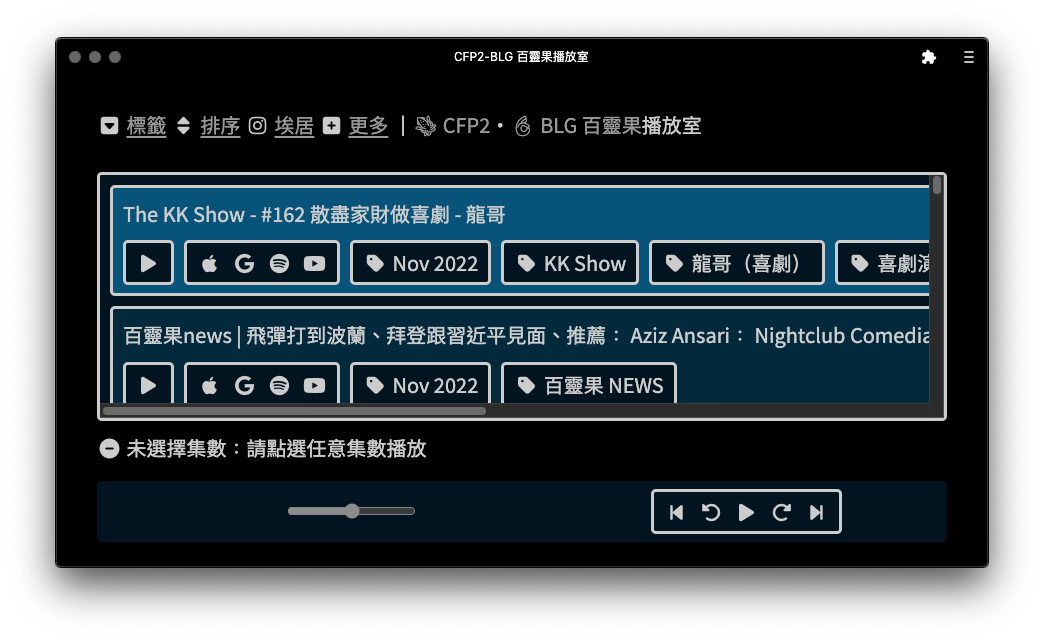 CFP2-BLG 百靈果播放室
標籤 排序 埃居 更多 | CFP2 • BLG 百靈果播放室
The KK Show - #162 散盡家財做喜劇 - 龍哥
Nov 2022 KK Show 龍哥（喜劇） 喜劇演
百靈果news | 飛彈打到波蘭、拜登跟習近平見面、推薦： Aziz Ansari： Nightclub Comedia
Nov 2022 百靈果 NEWS
未選擇集數：請點選任意集數播放